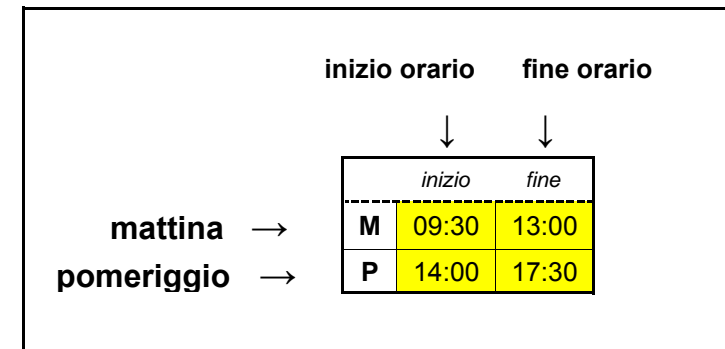 inizio orario fine orario
↓ ↓
inizio fine
mattina → M 09:30 13:00
pomeriggio → P 14:00 17:30